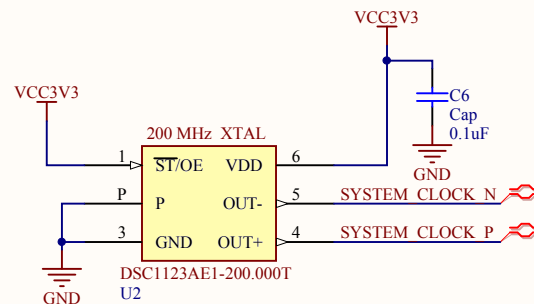 VCC3V3
VCC3V3
C6
Cap
0.1uF
GND
200 MHz XTAL
1 ST/OE VDD 6
P P OUT- 5 SYSTEM CLOCK N
3 GND OUT+ 4 SYSTEM CLOCK P
DSC1123AE1-200.000T
GND
U2